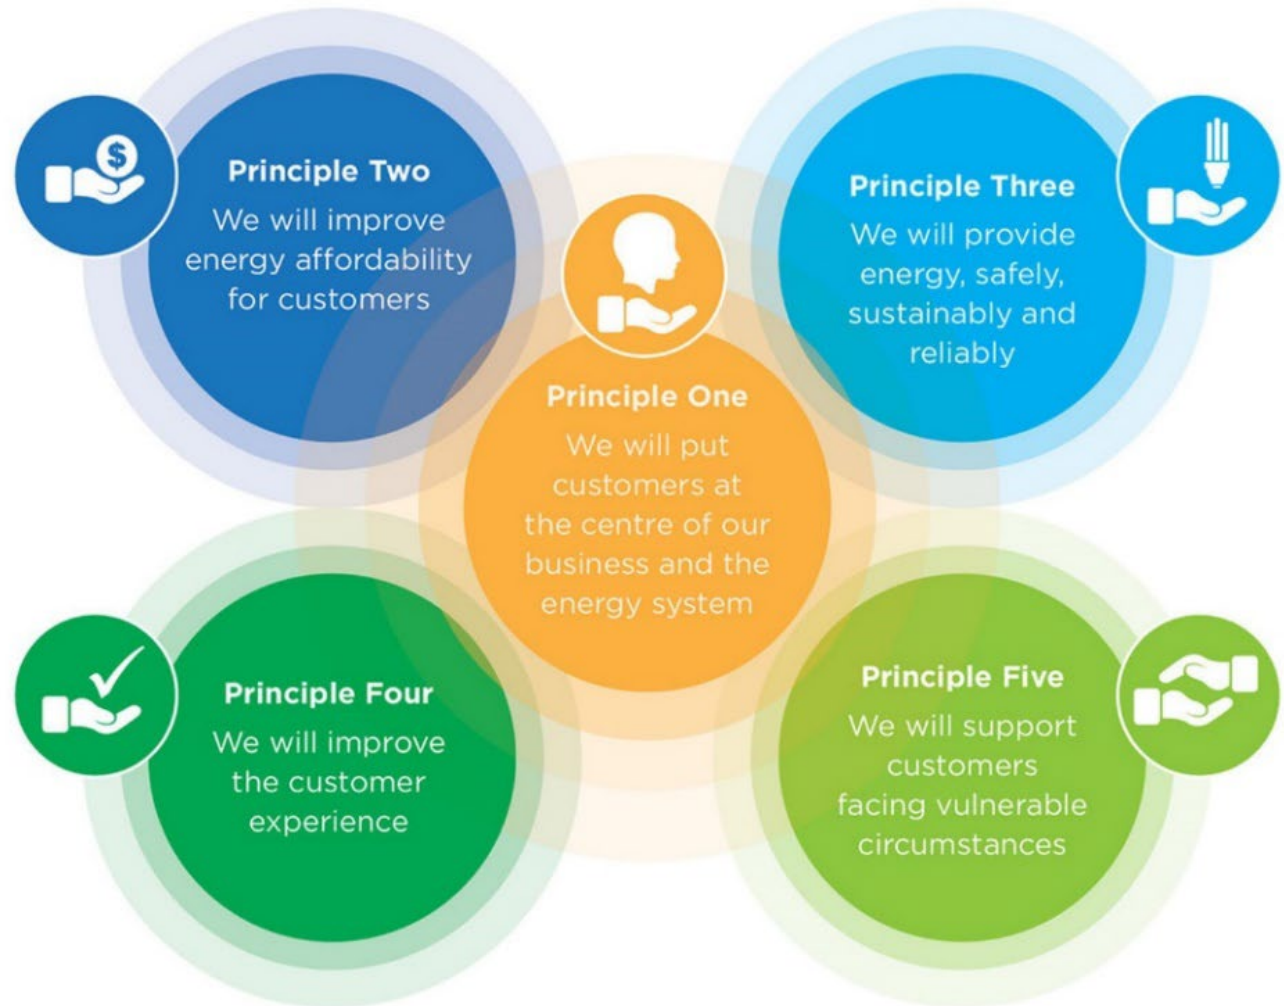 Principle Two
We will improve
energy affordability
for customers
Principle Three
We will provide
energy, safely,
sustainably and
reliably
Principle One
We will put
customers at
the centre of our
business and the
energy system
Principle Four
We will improve
the customer
experience
Principle Five
We will support
customers
facing vulnerable
circumstances
$